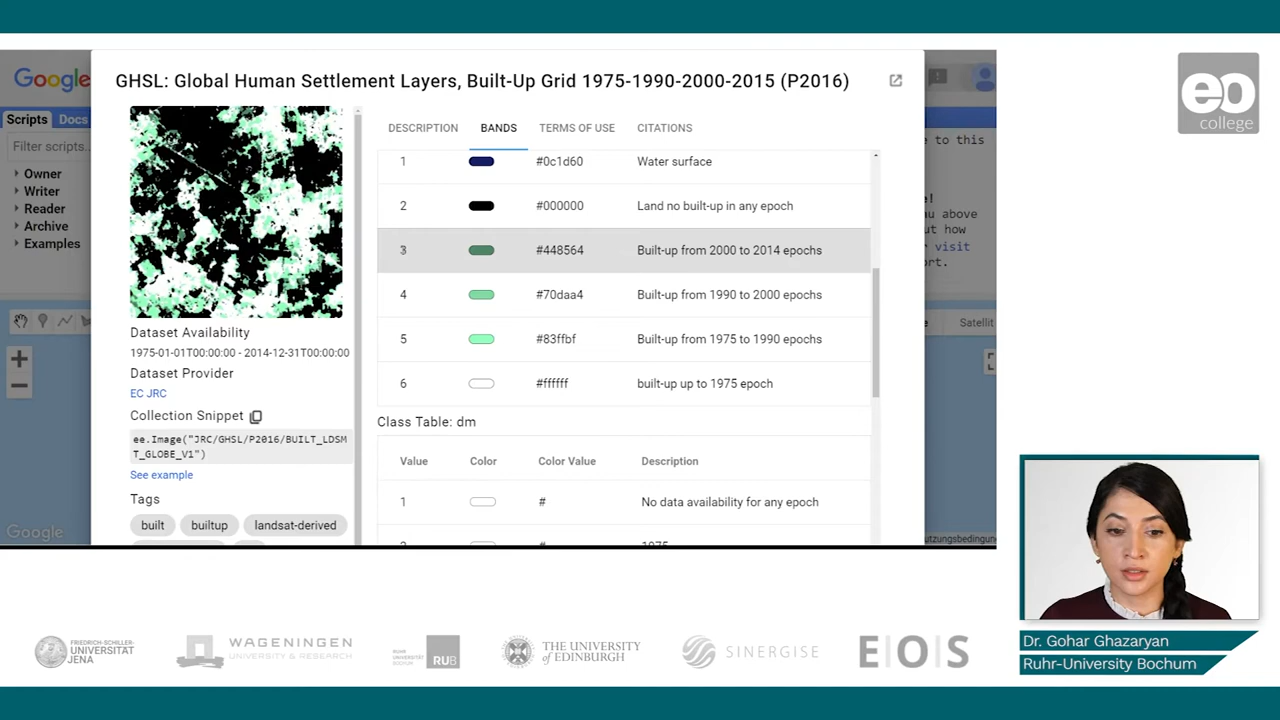 GHSL: Global Human Settlement Layers, Built-Up Grid 1975-1990-2000-2015 (P2016)
Google
Scripts Docs
Filter scripts...
Owner
Writer
Reader
Archive
Examples
e to this
e!
au above
ut how
visit
ort.
Satellit
DESCRIPTION BANDS TERMS OF USE CITATIONS
1 #0c1d60 Water surface
2 #000000 Land no built-up in any epoch
3 #448564 Built-up from 2000 to 2014 epochs
4 #70daa4 Built-up from 1990 to 2000 epochs
5 #83ffbf Built-up from 1975 to 1990 epochs
6 #ffffff built-up up to 1975 epoch
Class Table: dm
Value Color Color Value Description
1 # No data availability for any epoch
Dataset Availability
1975-01-01T00:00:00 - 2014-12-31T00:00:00
Dataset Provider
EC JRC
Collection Snippet
ee.Image("JRC/GHSL/P2016/BUILT_LDSM
T_GLOBE_V1")
See example
Tags
built builtup landsat-derived
Google
utzungsbedingun
eo
college
Dr. Gohar Ghazaryan
Ruhr-University Bochum
FRIEDRICH-SCHILLER-
UNIVERSITÄT
JENA
WAGENINGEN
UNIVERSITY & RESEARCH
RUHR
UNIVERSITÄT
BOCHUM
RUB
THE UNIVERSITY
of EDINBURGH
SINERGISE
E|O|S